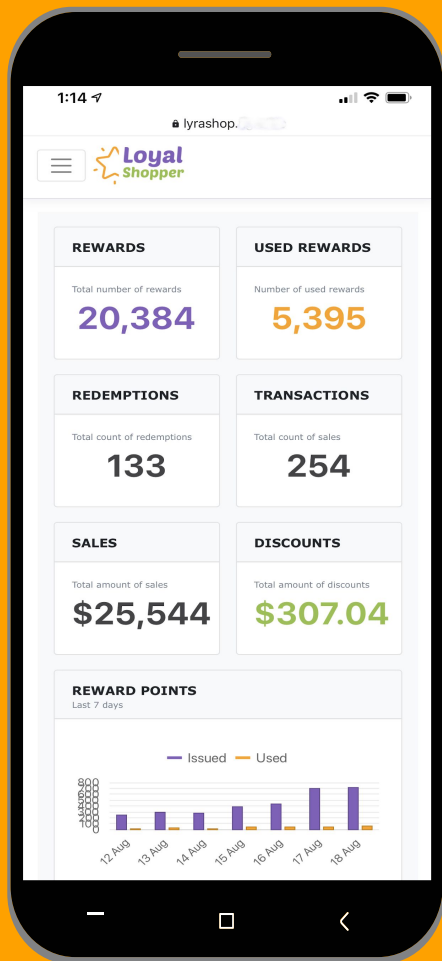 1:14
lyrashop.
Loyal
Shopper
REWARDS
Total number of rewards
20,384
USED REWARDS
Number of used rewards
5,395
REDEMPTIONS
Total count of redemptions
133
TRANSACTIONS
Total count of sales
254
SALES
Total amount of sales
$25,544
DISCOUNTS
Total amount of discounts
$307.04
REWARD POINTS
Last 7 days
Issued Used
800
700
600
500
400
300
200
100
0
12 Aug 13 Aug 14 Aug 15 Aug 16 Aug 17 Aug 18 Aug